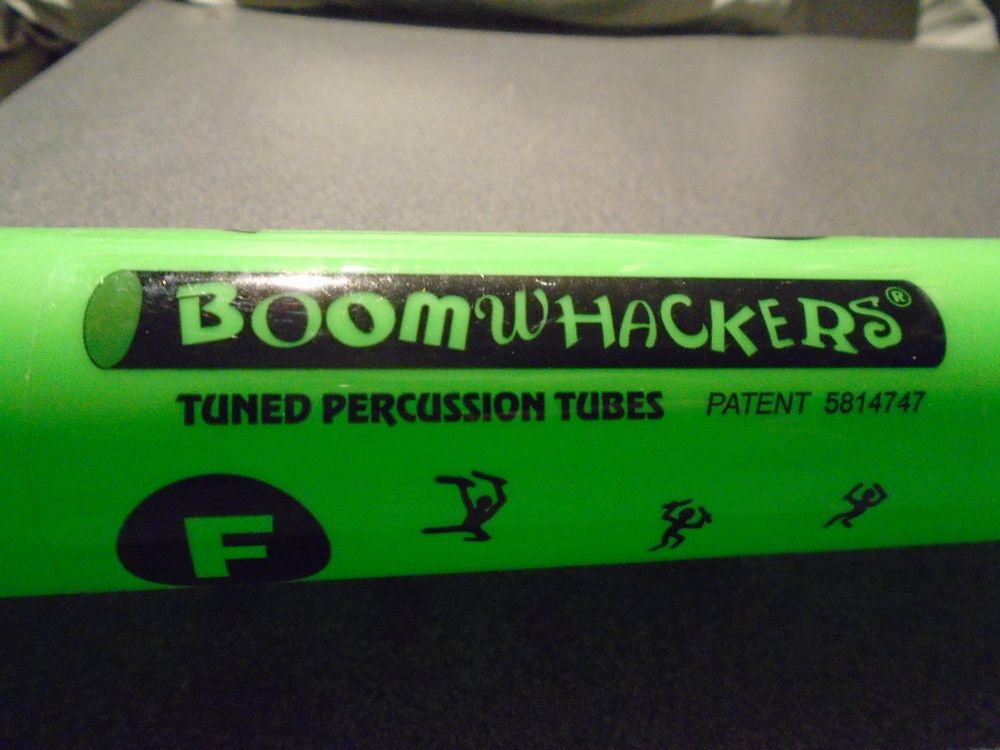 BOOMWHACKERS®
TUNED PERCUSSION TUBES PATENT 5814747
F